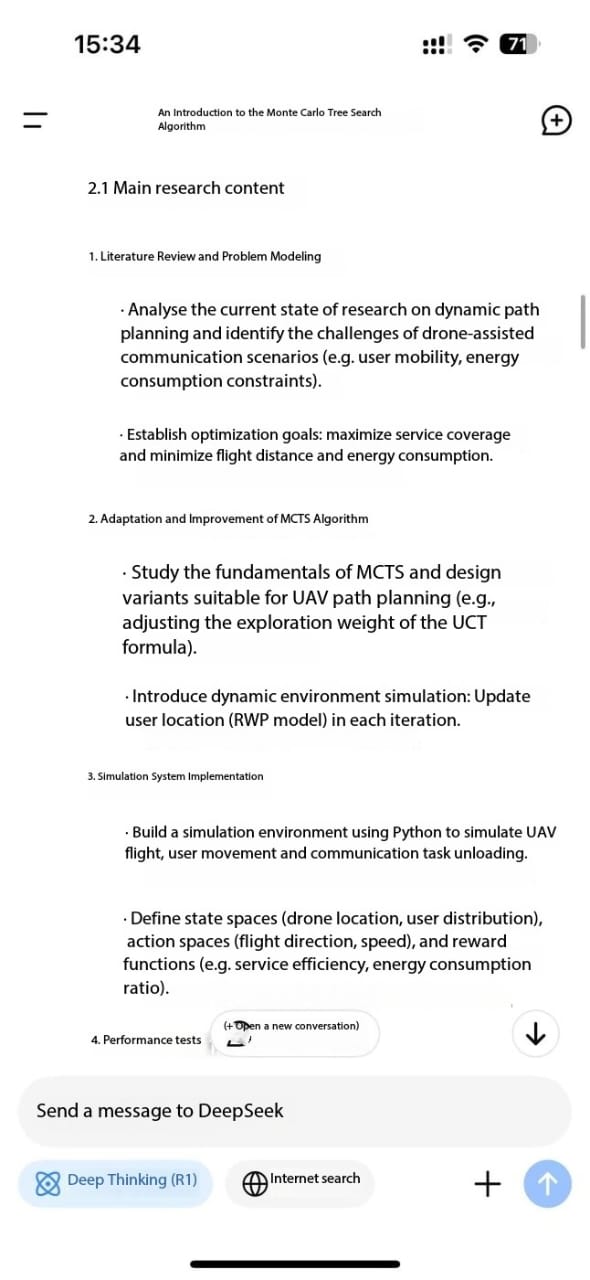 15:34
71
An Introduction to the Monte Carlo Tree Search
Algorithm
2.1 Main research content
1. Literature Review and Problem Modeling
· Analyse the current state of research on dynamic path
planning and identify the challenges of drone-assisted
communication scenarios (e.g. user mobility, energy
consumption constraints).
· Establish optimization goals: maximize service coverage
and minimize flight distance and energy consumption.
2. Adaptation and Improvement of MCTS Algorithm
· Study the fundamentals of MCTS and design
variants suitable for UAV path planning (e.g.,
adjusting the exploration weight of the UCT
formula).
· Introduce dynamic environment simulation: Update
user location (RWP model) in each iteration.
3. Simulation System Implementation
· Build a simulation environment using Python to simulate UAV
flight, user movement and communication task unloading.
· Define state spaces (drone location, user distribution),
action spaces (flight direction, speed), and reward
functions (e.g. service efficiency, energy consumption
ratio).
(+ Open a new conversation)
4. Performance tests
Send a message to DeepSeek
Deep Thinking (R1)
Internet search